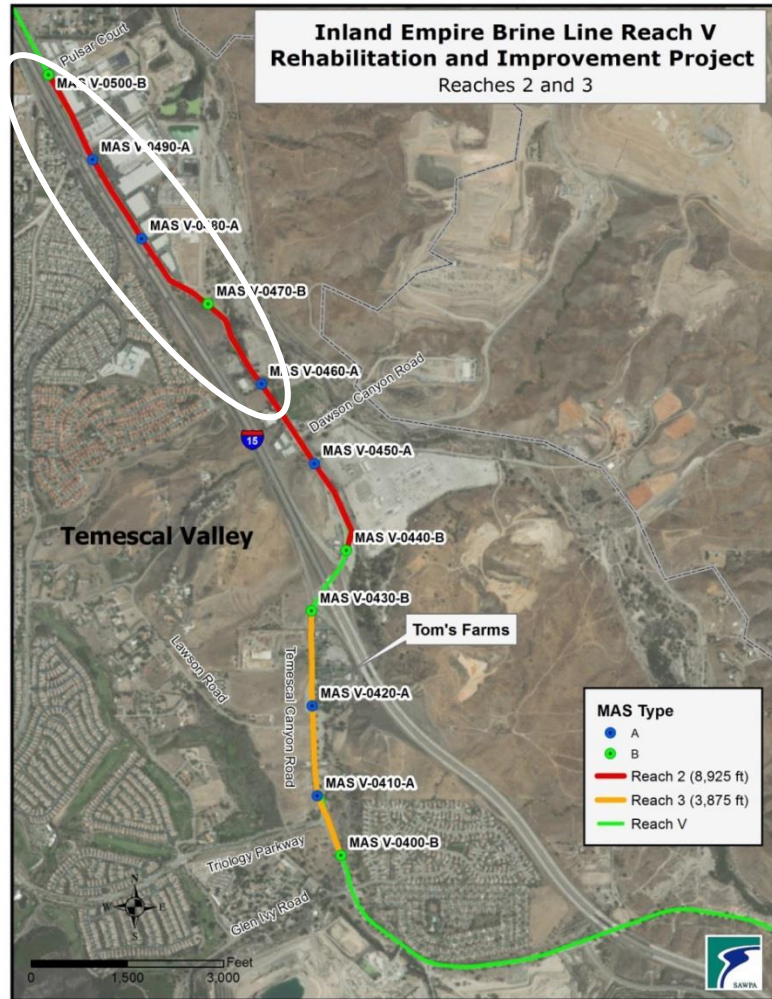 Inland Empire Brine Line Reach V
Rehabilitation and Improvement Project
Reaches 2 and 3
Pulsar Court
MAS V-0500-B
MAS V-0490-A
MAS V-0480-A
MAS V-0470-B
MAS V-0460-A
Dawson Canyon Road
15
MAS V-0450-A
Temescal Valley
MAS V-0440-B
MAS V-0430-B
Tom's Farms
Lawson Road
Temescal Canyon Road
MAS V-0420-A
MAS V-0410-A
Triology Parkway
MAS V-0400-B
Glen Ivy Road
MAS Type
A
B
Reach 2 (8,925 ft)
Reach 3 (3,875 ft)
Reach V
N
W E
S
Feet
0 1,500 3,000
SAWPA